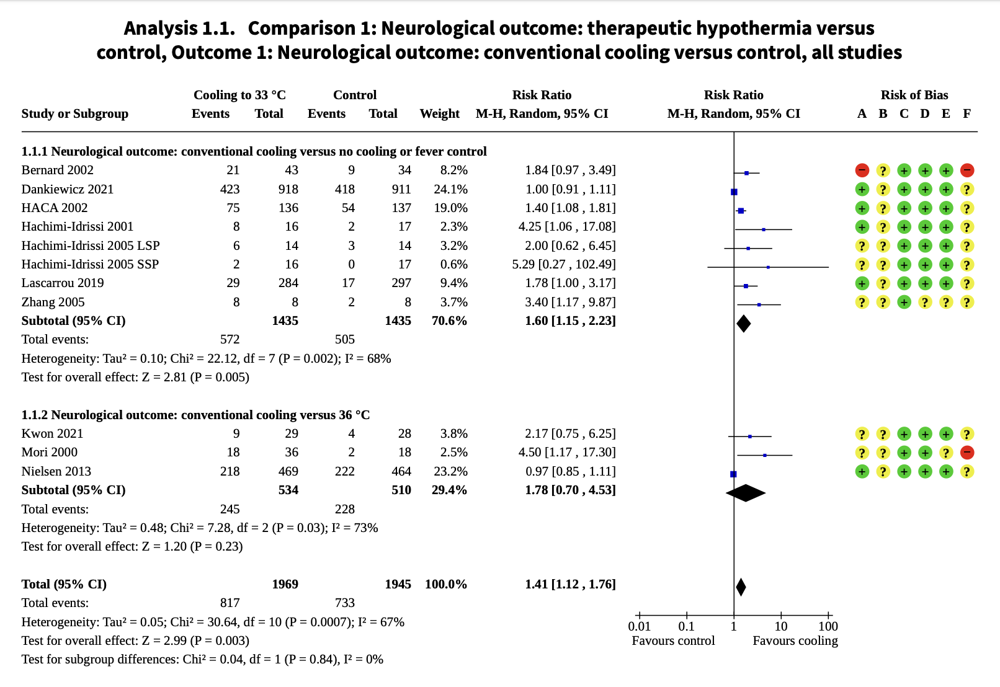 Analysis 1.1. Comparison 1: Neurological outcome: therapeutic hypothermia versus
control, Outcome 1: Neurological outcome: conventional cooling versus control, all studies
Cooling to 33 °C Control Risk Ratio Risk Ratio Risk of Bias
Study or Subgroup Events Total Events Total Weight M-H, Random, 95% CI M-H, Random, 95% CI A B C D E F
1.1.1 Neurological outcome: conventional cooling versus no cooling or fever control
Bernard 2002 21 43 9 34 8.2% 1.84 [0.97 , 3.49] − ? + + + −
Dankiewicz 2021 423 918 418 911 24.1% 1.00 [0.91 , 1.11] + ? + + + ?
HACA 2002 75 136 54 137 19.0% 1.40 [1.08 , 1.81] + ? + + + ?
Hachimi-Idrissi 2001 8 16 2 17 2.3% 4.25 [1.06 , 17.08] + ? + + + ?
Hachimi-Idrissi 2005 LSP 6 14 3 14 3.2% 2.00 [0.62 , 6.45] ? ? + + + ?
Hachimi-Idrissi 2005 SSP 2 16 0 17 0.6% 5.29 [0.27 , 102.49] ? ? + + + ?
Lascarrou 2019 29 284 17 297 9.4% 1.78 [1.00 , 3.17] + ? + + + ?
Zhang 2005 8 8 2 8 3.7% 3.40 [1.17 , 9.87] ? ? + ? ? ?
Subtotal (95% CI) 1435 1435 70.6% 1.60 [1.15 , 2.23]
Total events: 572 505
Heterogeneity: Tau² = 0.10; Chi² = 22.12, df = 7 (P = 0.002); I² = 68%
Test for overall effect: Z = 2.81 (P = 0.005)
1.1.2 Neurological outcome: conventional cooling versus 36 °C
Kwon 2021 9 29 4 28 3.8% 2.17 [0.75 , 6.25] ? ? + + + ?
Mori 2000 18 36 2 18 2.5% 4.50 [1.17 , 17.30] ? ? + + ? −
Nielsen 2013 218 469 222 464 23.2% 0.97 [0.85 , 1.11] + ? + + + ?
Subtotal (95% CI) 534 510 29.4% 1.78 [0.70 , 4.53]
Total events: 245 228
Heterogeneity: Tau² = 0.48; Chi² = 7.28, df = 2 (P = 0.03); I² = 73%
Test for overall effect: Z = 1.20 (P = 0.23)
Total (95% CI) 1969 1945 100.0% 1.41 [1.12 , 1.76]
Total events: 817 733
Heterogeneity: Tau² = 0.05; Chi² = 30.64, df = 10 (P = 0.0007); I² = 67%
Test for overall effect: Z = 2.99 (P = 0.003)
Test for subgroup differences: Chi² = 0.04, df = 1 (P = 0.84), I² = 0%
0.01 0.1 1 10 100
Favours control Favours cooling